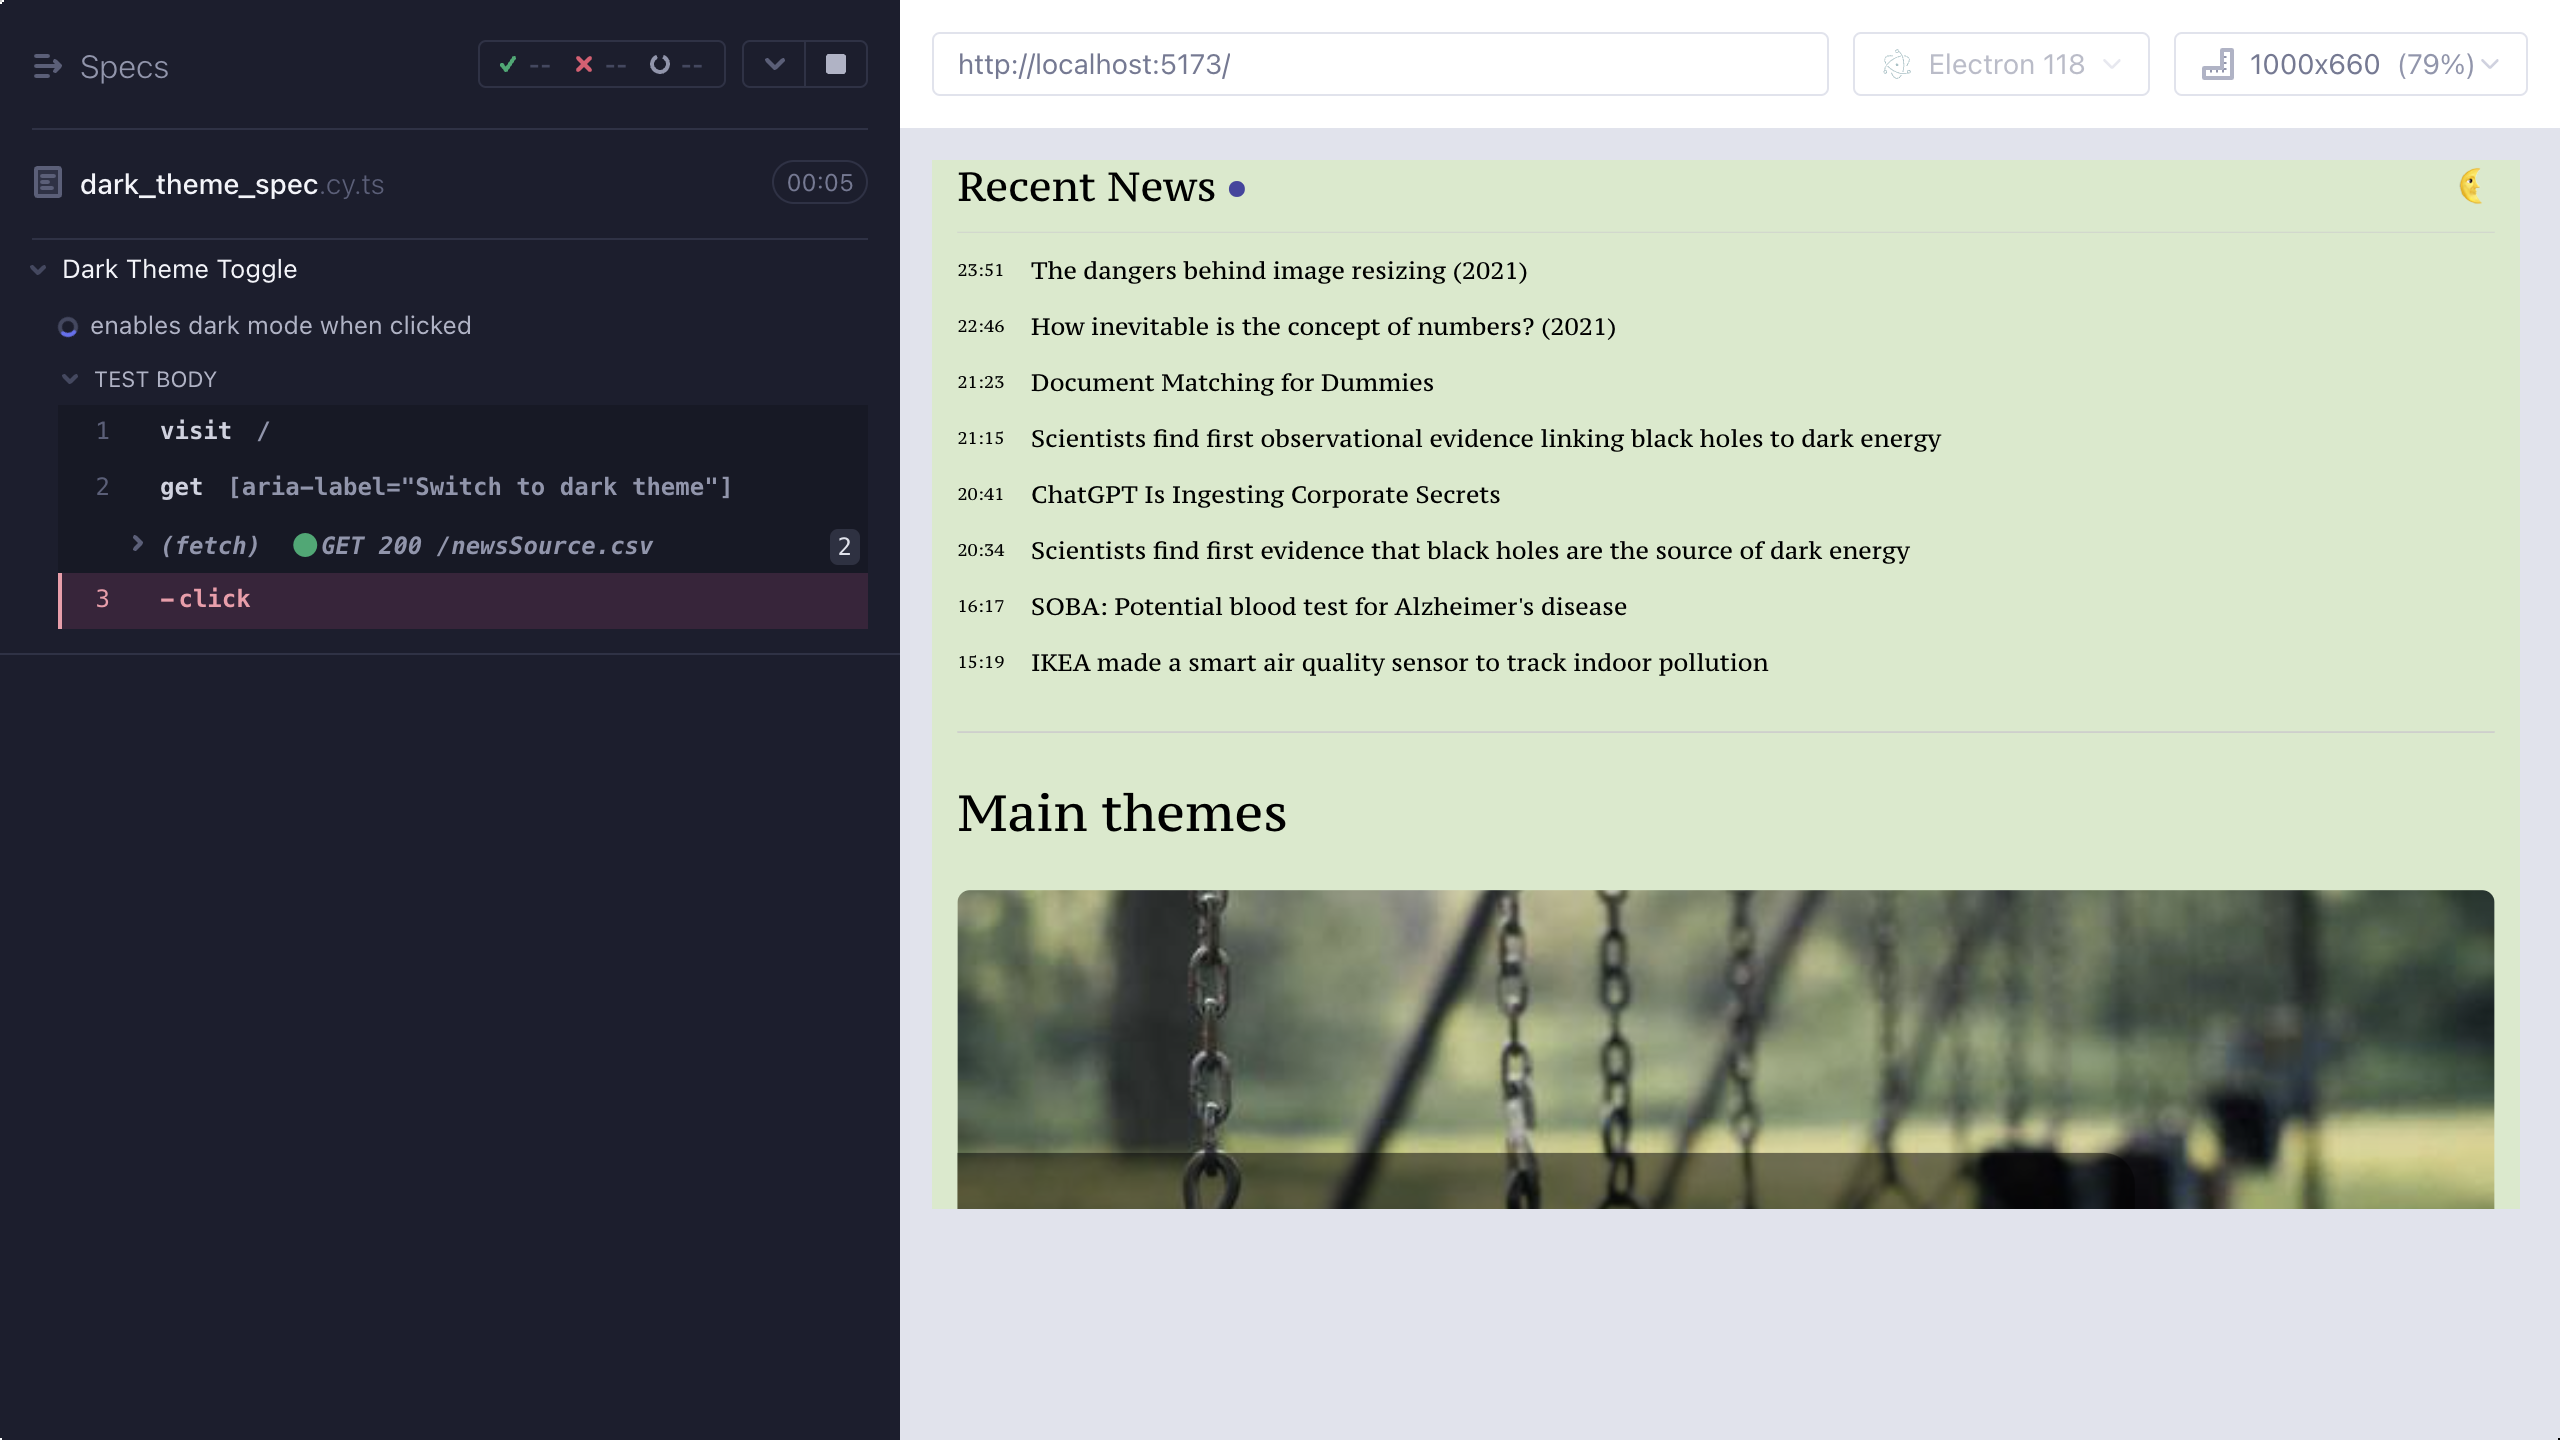 Specs
-- -- --
dark_theme_spec.cy.ts 00:05
Dark Theme Toggle
enables dark mode when clicked
TEST BODY
1 visit /
2 get [aria-label="Switch to dark theme"]
(fetch) GET 200 /newsSource.csv 2
3 -click
http://localhost:5173/
Electron 118
1000x660 (79%)
Recent News
23:51 The dangers behind image resizing (2021)
22:46 How inevitable is the concept of numbers? (2021)
21:23 Document Matching for Dummies
21:15 Scientists find first observational evidence linking black holes to dark energy
20:41 ChatGPT Is Ingesting Corporate Secrets
20:34 Scientists find first evidence that black holes are the source of dark energy
16:17 SOBA: Potential blood test for Alzheimer's disease
15:19 IKEA made a smart air quality sensor to track indoor pollution
Main themes